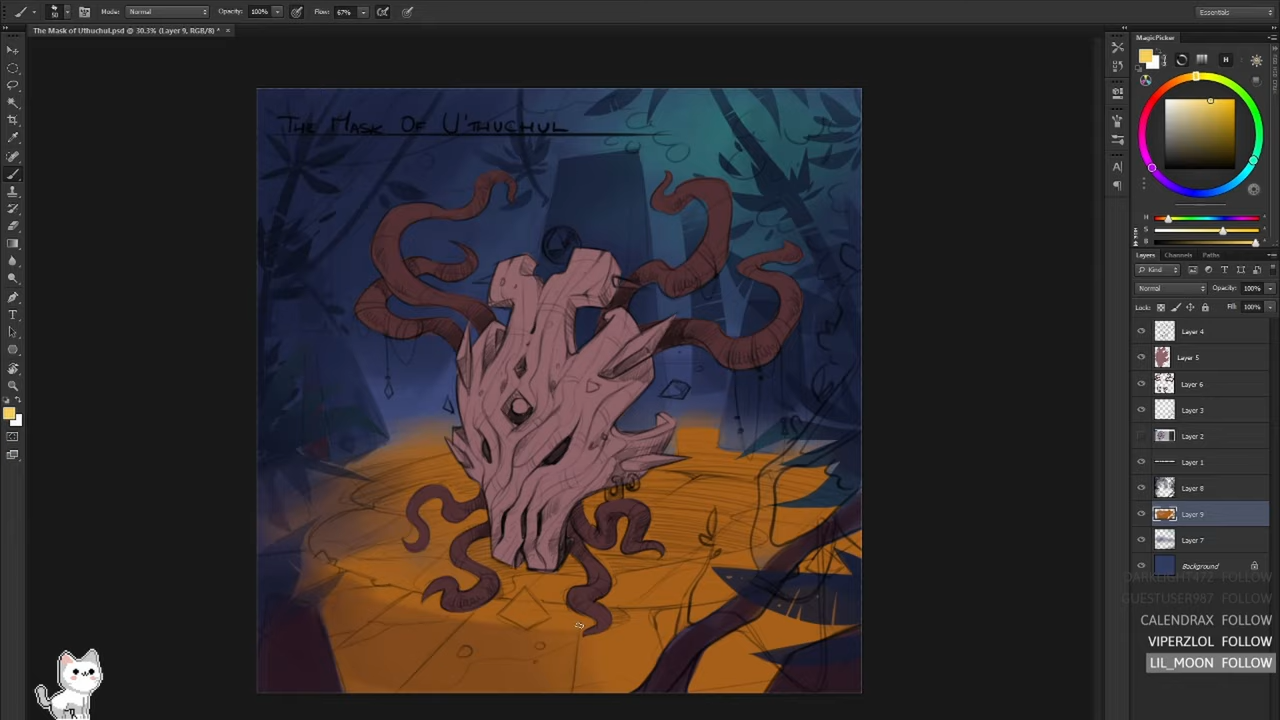 Mode: Normal Opacity: 100% Flow: 67% Essentials
The Mask of Uthuchul.psd @ 30.3% (Layer 9, RGB/8) *
MagicPicker
H
THE MASK OF U'THUCHUL
H
S
B
Layers Channels Paths
Kind
Normal Opacity: 100%
Lock: Fill: 100%
Layer 4
Layer 5
Layer 6
Layer 3
Layer 2
Layer 1
Layer 8
Layer 9
Layer 7
Background
DARKLIGHT472 FOLLOW
GUESTUSER987 FOLLOW
CALENDRAX FOLLOW
VIPERZLOL FOLLOW
LIL_MOON FOLLOW